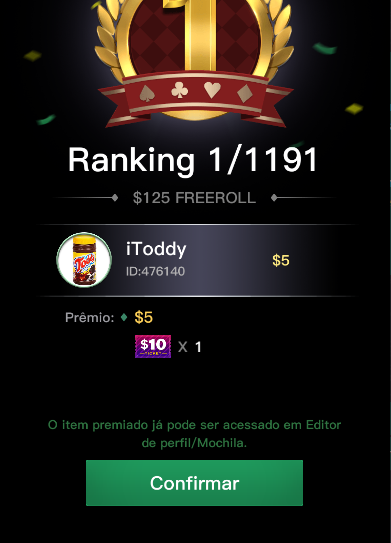 1
Ranking 1/1191
$125 FREEROLL
iToddy
ID:476140
$5
Prêmio: $5
$10
TICKET
X 1
O item premiado já pode ser acessado em Editor
de perfil/Mochila.
Confirmar